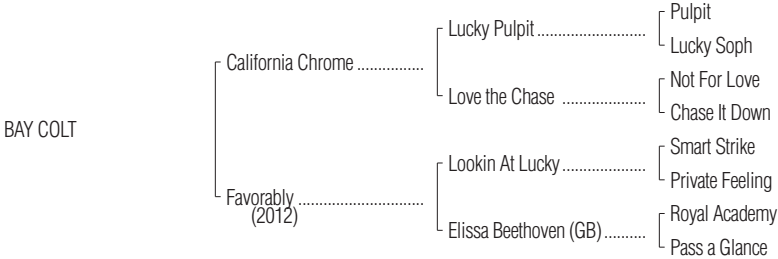 Pulpit
Lucky Pulpit ..........................
Lucky Soph
California Chrome ................
Not For Love
Love the Chase ....................
Chase It Down
BAY COLT
Smart Strike
Lookin At Lucky ....................
Private Feeling
Favorably ..............................
(2012)
Royal Academy
Elissa Beethoven (GB) ..........
Pass a Glance